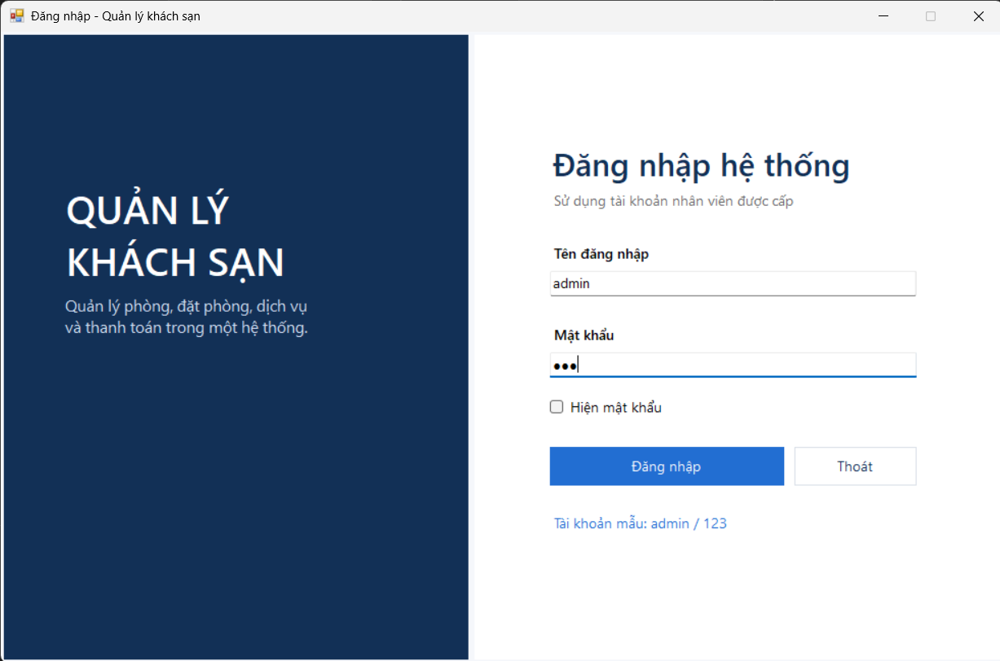 Đăng nhập - Quản lý khách sạn
QUẢN LÝ
KHÁCH SẠN
Quản lý phòng, đặt phòng, dịch vụ
và thanh toán trong một hệ thống.
Đăng nhập hệ thống
Sử dụng tài khoản nhân viên được cấp
Tên đăng nhập
admin
Mật khẩu
●●●
Hiện mật khẩu
Đăng nhập
Thoát
Tài khoản mẫu: admin / 123